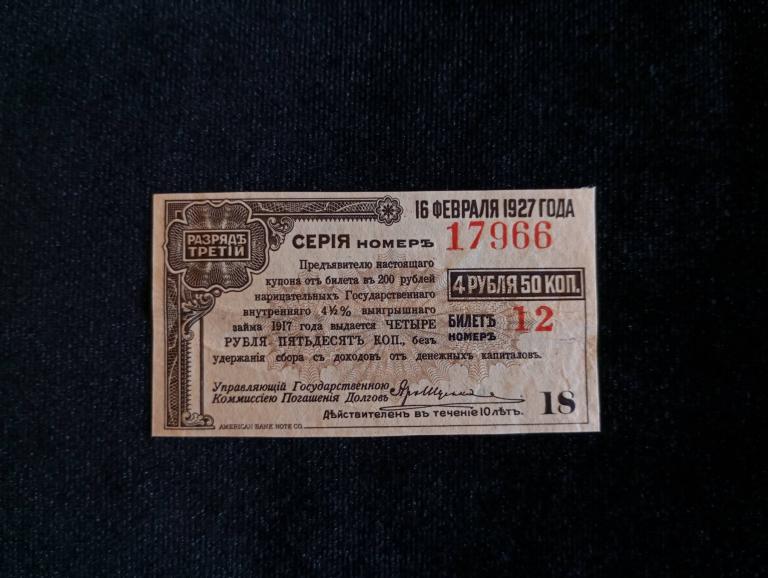 16 ФЕВРАЛЯ 1927 ГОДА
РАЗРЯДЪ
ТРЕТІЙ
СЕРІЯ НОМЕРЪ 17966
Предъявителю настоящаго
купона отъ билета въ 200 рублей
нарицательныхъ Государственнаго
внутренняго 4½% выигрышнаго
займа 1917 года выдается ЧЕТЫРЕ
РУБЛЯ ПЯТЬДЕСЯТЪ КОП., безъ
удержанія сбора съ доходовъ отъ денежныхъ капиталовъ.
4 РУБЛЯ 50 КОП.
БИЛЕТЪ
НОМЕРЪ 12
Управляющій Государственною
Коммиссіею Погашенія Долговъ
Дѣйствителенъ въ теченіе 10 лѣтъ.
18
AMERICAN BANK NOTE CO.